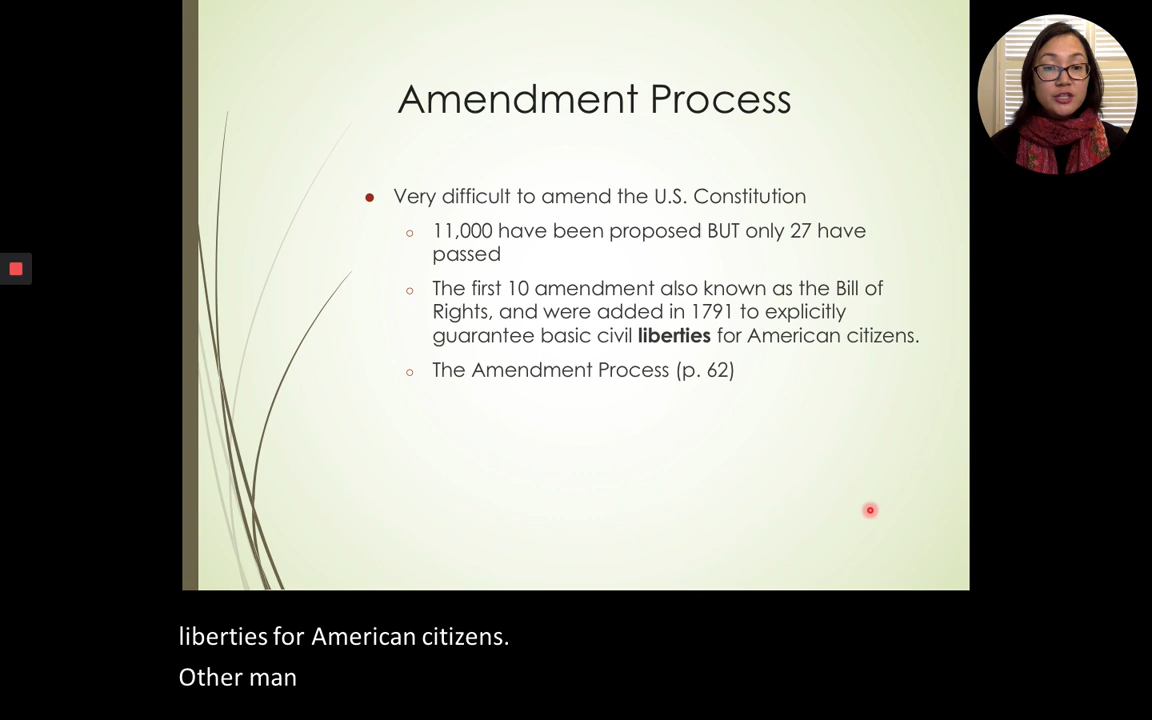 Amendment Process
Very difficult to amend the U.S. Constitution
11,000 have been proposed BUT only 27 have
passed
The first 10 amendment also known as the Bill of
Rights, and were added in 1791 to explicitly
guarantee basic civil liberties for American citizens.
The Amendment Process (p. 62)
liberties for American citizens.
Other man